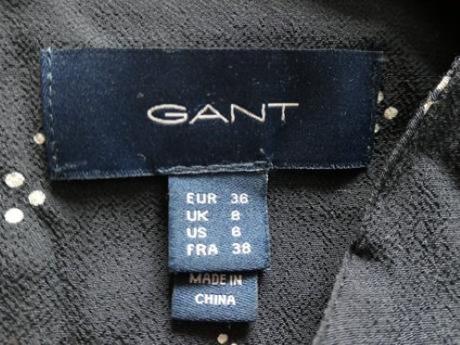 GANT
EUR 36
UK 8
US 6
FRA 38
MADE IN
CHINA